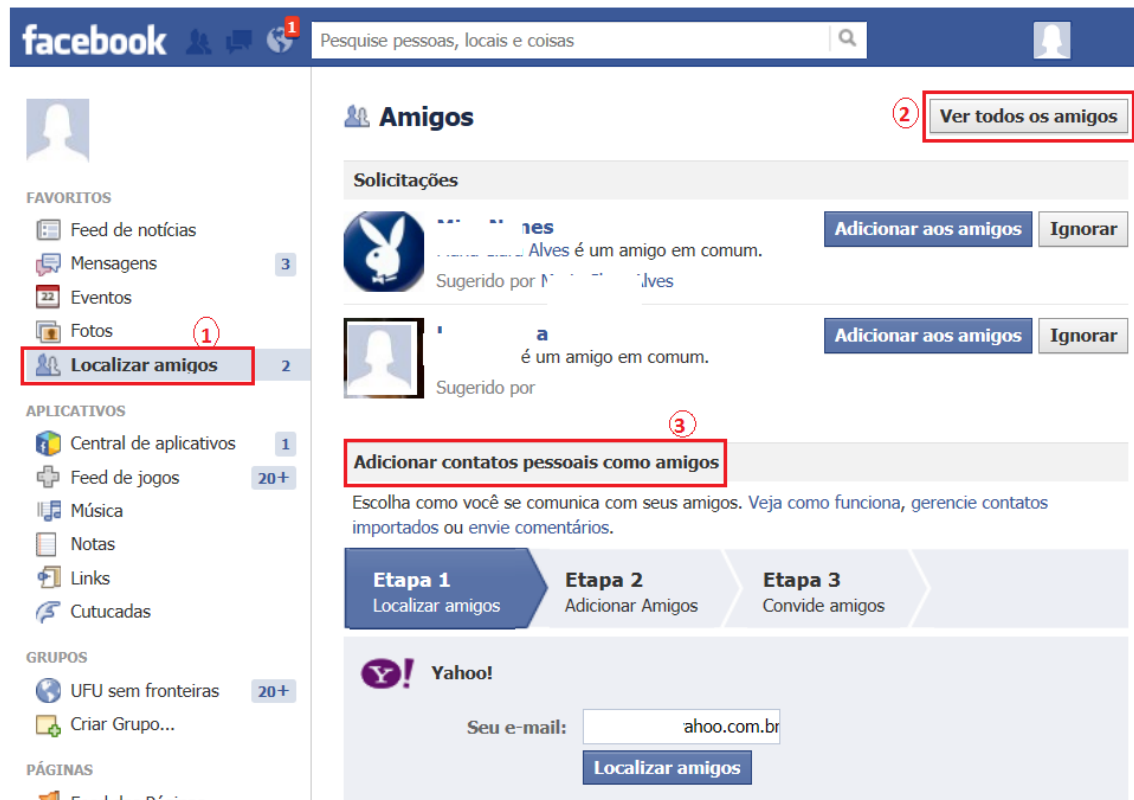 facebook
1
Pesquise pessoas, locais e coisas
Amigos
2
Ver todos os amigos
Solicitações
nes
Alves é um amigo em comum.
Sugerido por
Adicionar aos amigos
Ignorar
a
é um amigo em comum.
Sugerido por
Adicionar aos amigos
Ignorar
3
Adicionar contatos pessoais como amigos
Escolha como você se comunica com seus amigos. Veja como funciona, gerencie contatos
importados ou envie comentários.
Etapa 1
Localizar amigos
Etapa 2
Adicionar Amigos
Etapa 3
Convide amigos
Yahoo!
Seu e-mail:
ahoo.com.br
Localizar amigos
FAVORITOS
Feed de notícias
Mensagens 3
22 Eventos
Fotos
1
Localizar amigos 2
APLICATIVOS
Central de aplicativos 1
Feed de jogos 20+
Música
Notas
Links
Cutucadas
GRUPOS
UFU sem fronteiras 20+
Criar Grupo...
PÁGINAS